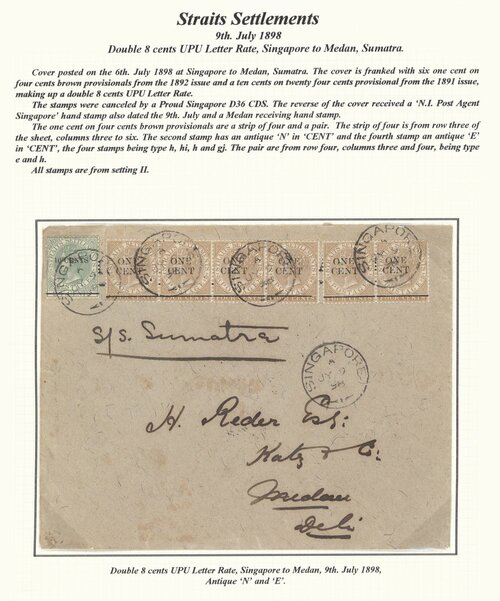 Straits Settlements
9th. July 1898
Double 8 cents UPU Letter Rate, Singapore to Medan, Sumatra.
Cover posted on the 6th. July 1898 at Singapore to Medan, Sumatra. The cover is franked with six one cent on
four cents brown provisionals from the 1892 issue and a ten cents on twenty four cents provisional from the 1891 issue,
making up a double 8 cents UPU Letter Rate.
The stamps were canceled by a Proud Singapore D36 CDS. The reverse of the cover received a ‘N.I. Post Agent
Singapore’ hand stamp also dated the 9th. July and a Medan receiving hand stamp.
The one cent on four cents brown provisionals are a strip of four and a pair. The strip of four is from row three of
the sheet, columns three to six. The second stamp has an antique ‘N’ in ‘CENT’ and the fourth stamp an antique ‘E’
in ‘CENT’, the four stamps being type h, hi, h and gj. The pair are from row four, columns three and four, being type
e and h.
All stamps are from setting II.
10 CENTS
ONE CENT
ONE CENT
ONE CENT
ONE CENT
ONE CENT
ONE CENT
SINGAPORE
SINGAPORE
SINGAPORE
SINGAPORE
S/S. Sumatra
SINGAPORE
A
JY 9
98
H. Reder Esq:
Katz & Co:
Medan
Deli
Double 8 cents UPU Letter Rate, Singapore to Medan, 9th. July 1898,
Antique ‘N’ and ‘E’.